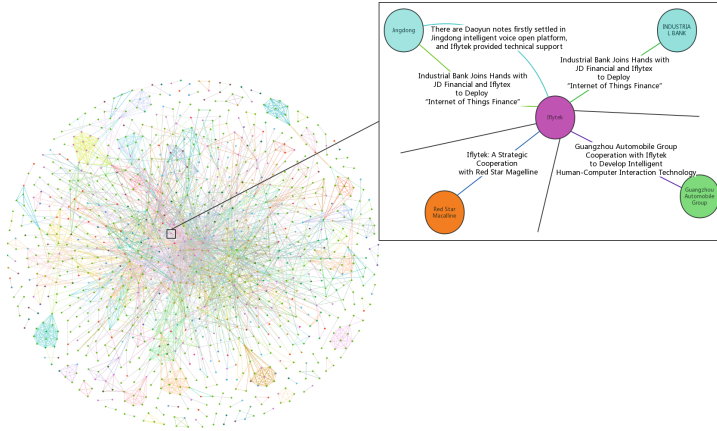 Jingdong
There are Daoyun notes firstly settled in
Jingdong intelligent voice open platform,
and Iflytek provided technical support
INDUSTRIA
L BANK
Industrial Bank Joins Hands with
JD Financial and Iflytex
to Deploy
"Internet of Things Finance"
Industrial Bank Joins Hands with
JD Financial and Iflytex
to Deploy
"Internet of Things Finance"
Iflytek
Iflytek: A Strategic
Cooperation
with Red Star Magelline
Guangzhou Automobile Group
Cooperation with Iflytek
to Develop Intelligent
Human-Computer Interaction Technology
Red Star
Macalline
Guangzhou
Automobile
Group